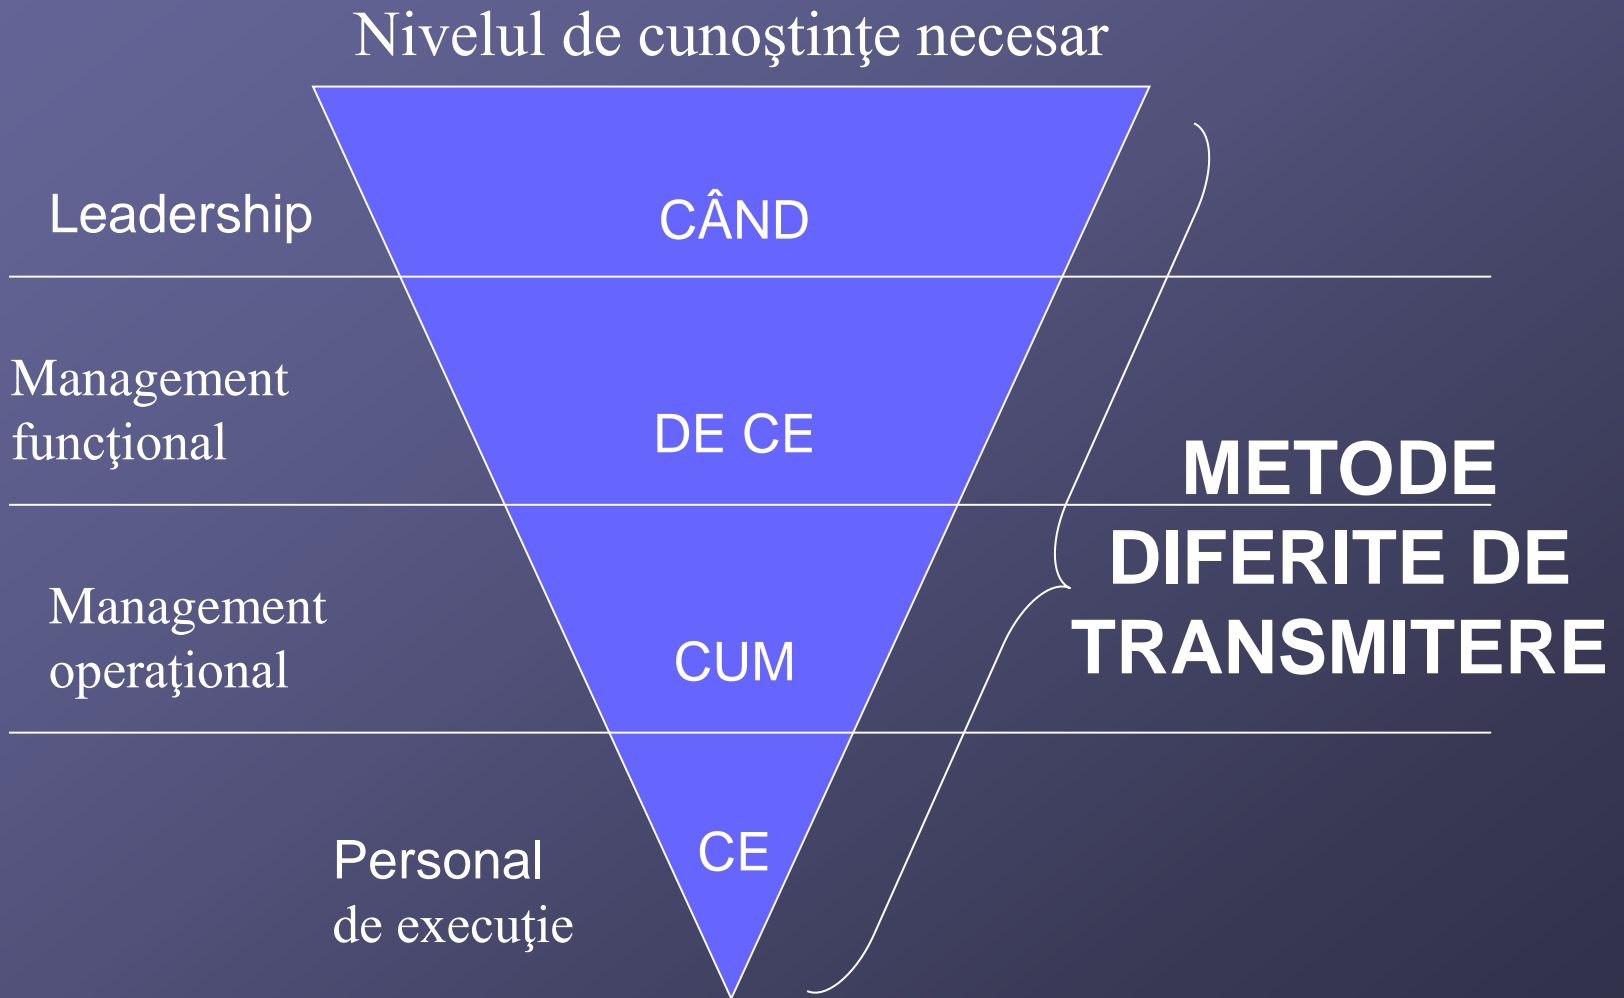 Nivelul de cunoştinţe necesar
Leadership
CÂND
Management
funcţional
DE CE
METODE
DIFERITE DE
TRANSMITERE
Management
operaţional
CUM
Personal
de execuţie
CE